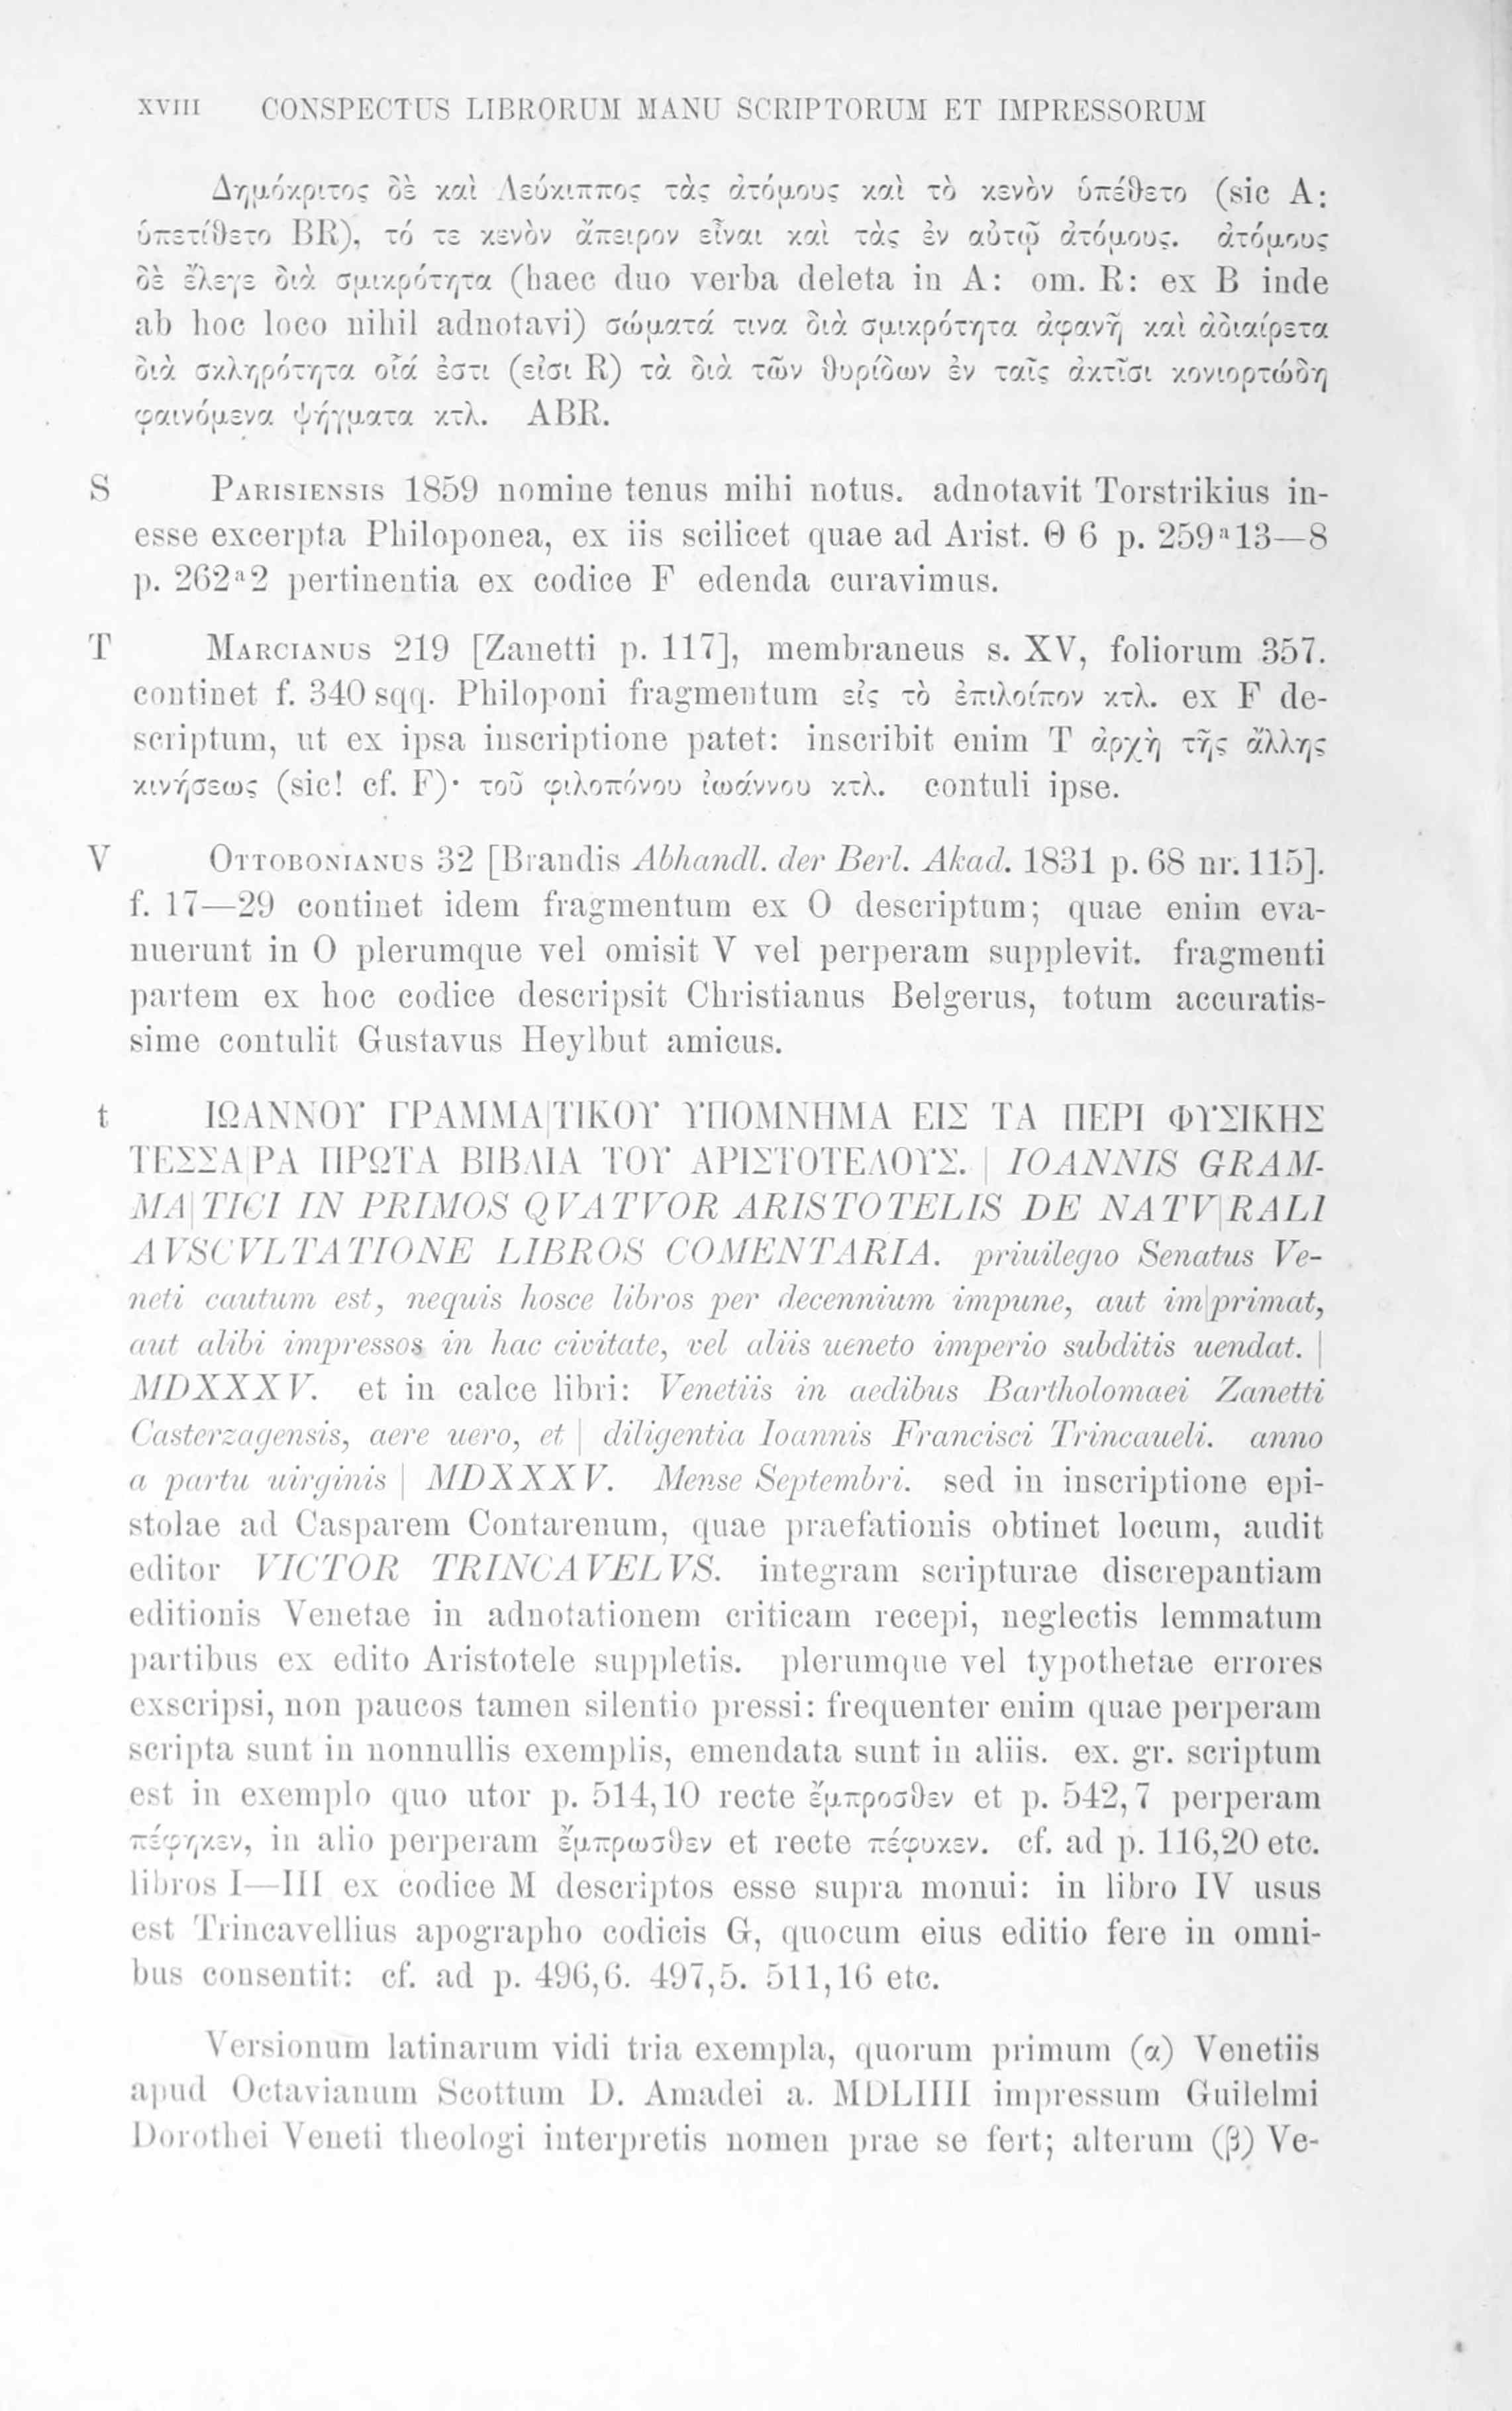 XVIII CONSPECTUS LIBRORUM MANU SCRIPTORUM ET IMPRESSORUM
Δημόκριτος δὲ καὶ Λεύκιππος τὰς ἀτόμους καὶ τὸ κενὸν ὑπέθετο (sic A:
ὑπετίθετο BR), τό τε κενὸν ἄπειρον εἶναι καὶ τὰς ἐν αὐτῷ ἀτόμους. ἀτόμους
δὲ ἔλεγε διὰ σμικρότητα (haec duo verba deleta in A: om. R: ex B inde
ab hoc loco nihil adnotavi) σώματά τινα διὰ σμικρότητα ἀφανῆ καὶ ἀδιαίρετα
διὰ σκληρότητα οἷά ἐστι (εἰσι R) τὰ διὰ τῶν θυρίδων ἐν ταῖς ἀκτῖσι κονιορτώδη
φαινόμενα ψήγματα κτλ. ABR.
S PARISIENSIS 1859 nomine tenus mihi notus. adnotavit Torstrikius in-
esse excerpta Philoponea, ex iis scilicet quae ad Arist. Θ 6 p. 259ᵃ13—8
p. 262ᵃ2 pertinentia ex codice F edenda curavimus.
T MARCIANUS 219 [Zanetti p. 117], membraneus s. XV, foliorum 357.
continet f. 340 sqq. Philoponi fragmentum εἰς τὸ ἐπιλοίπον κτλ. ex F de-
scriptum, ut ex ipsa inscriptione patet: inscribit enim T ἀρχὴ τῆς ἄλλης
κινήσεως (sic! cf. F)· τοῦ φιλοπόνου ἰωάννου κτλ. contuli ipse.
V OTTOBONIANUS 32 [Brandis Abhandl. der Berl. Akad. 1831 p. 68 nr. 115].
f. 17—29 continet idem fragmentum ex O descriptum; quae enim eva-
nuerunt in O plerumque vel omisit V vel perperam supplevit. fragmenti
partem ex hoc codice descripsit Christianus Belgerus, totum accuratis-
sime contulit Gustavus Heylbut amicus.
t ΙΩΑΝΝΟΥ ΓΡΑΜΜΑ|ΤΙΚΟΥ ΥΠΟΜΝΗΜΑ ΕΙΣ ΤΑ ΠΕΡΙ ΦΥΣΙΚΗΣ
ΤΕΣΣΑ|ΡΑ ΠΡΩΤΑ ΒΙΒΛΙΑ ΤΟΥ ΑΡΙΣΤΟΤΕΛΟΥΣ. | IOANNIS GRAM-
MA|TICI IN PRIMOS QVATVOR ARISTOTELIS DE NATV|RALI
AVSCVLTATIONE LIBROS COMENTARIA. priuilegio Senatus Ve-
neti cautum est, nequis hosce libros per decennium impune, aut im|primat,
aut alibi impressos in hac civitate, vel aliis ueneto imperio subditis uendat. |
MDXXXV. et in calce libri: Venetiis in aedibus Bartholomaei Zanetti
Casterzagensis, aere uero, et | diligentia Ioannis Francisci Trincaueli. anno
a partu uirginis | MDXXXV. Mense Septembri. sed in inscriptione epi-
stolae ad Casparem Contarenum, quae praefationis obtinet locum, audit
editor VICTOR TRINCAVELVS. integram scripturae discrepantiam
editionis Venetae in adnotationem criticam recepi, neglectis lemmatum
partibus ex edito Aristotele suppletis. plerumque vel typothetae errores
exscripsi, non paucos tamen silentio pressi: frequenter enim quae perperam
scripta sunt in nonnullis exemplis, emendata sunt in aliis. ex. gr. scriptum
est in exemplo quo utor p. 514,10 recte ἔμπροσθεν et p. 542,7 perperam
πέφηκεν, in alio perperam ἔμπρωσθεν et recte πέφυκεν. cf. ad p. 116,20 etc.
libros I—III ex codice M descriptos esse supra monui: in libro IV usus
est Trincavellius apographo codicis G, quocum eius editio fere in omni-
bus consentit: cf. ad p. 496,6. 497,5. 511,16 etc.
Versionum latinarum vidi tria exempla, quorum primum (α) Venetiis
apud Octavianum Scottum D. Amadei a. MDLIIII impressum Guilelmi
Dorothei Veneti theologi interpretis nomen prae se fert; alterum (β) Ve-